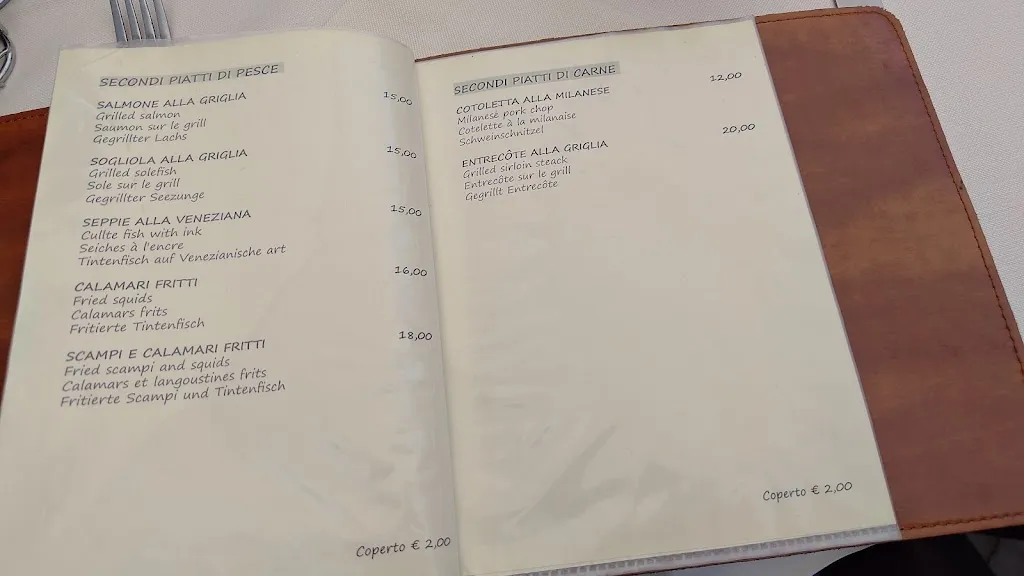 SECONDI PIATTI DI PESCE
SALMONE ALLA GRIGLIA 15,00
Grilled salmon
Saumon sur le grill
Gegrillter Lachs
SOGLIOLA ALLA GRIGLIA 15,00
Grilled solefish
Sole sur le grill
Gegrillter Seezunge
SEPPIE ALLA VENEZIANA 15,00
Cullte fish with ink
Seiches à l'encre
Tintenfisch auf Venezianische art
CALAMARI FRITTI 16,00
Fried squids
Calamars frits
Fritierte Tintenfisch
SCAMPI E CALAMARI FRITTI 18,00
Fried scampi and squids
Calamars et langoustines frits
Fritierte Scampi und Tintenfisch
Coperto € 2,00
SECONDI PIATTI DI CARNE
COTOLETTA ALLA MILANESE 12,00
Milanese pork chop
Cotelette à la milanaise
Schweinschnitzel
ENTRECÔTE ALLA GRIGLIA 20,00
Grilled sirloin steack
Entrecôte sur le grill
Gegrillt Entrecôte
Coperto € 2,00